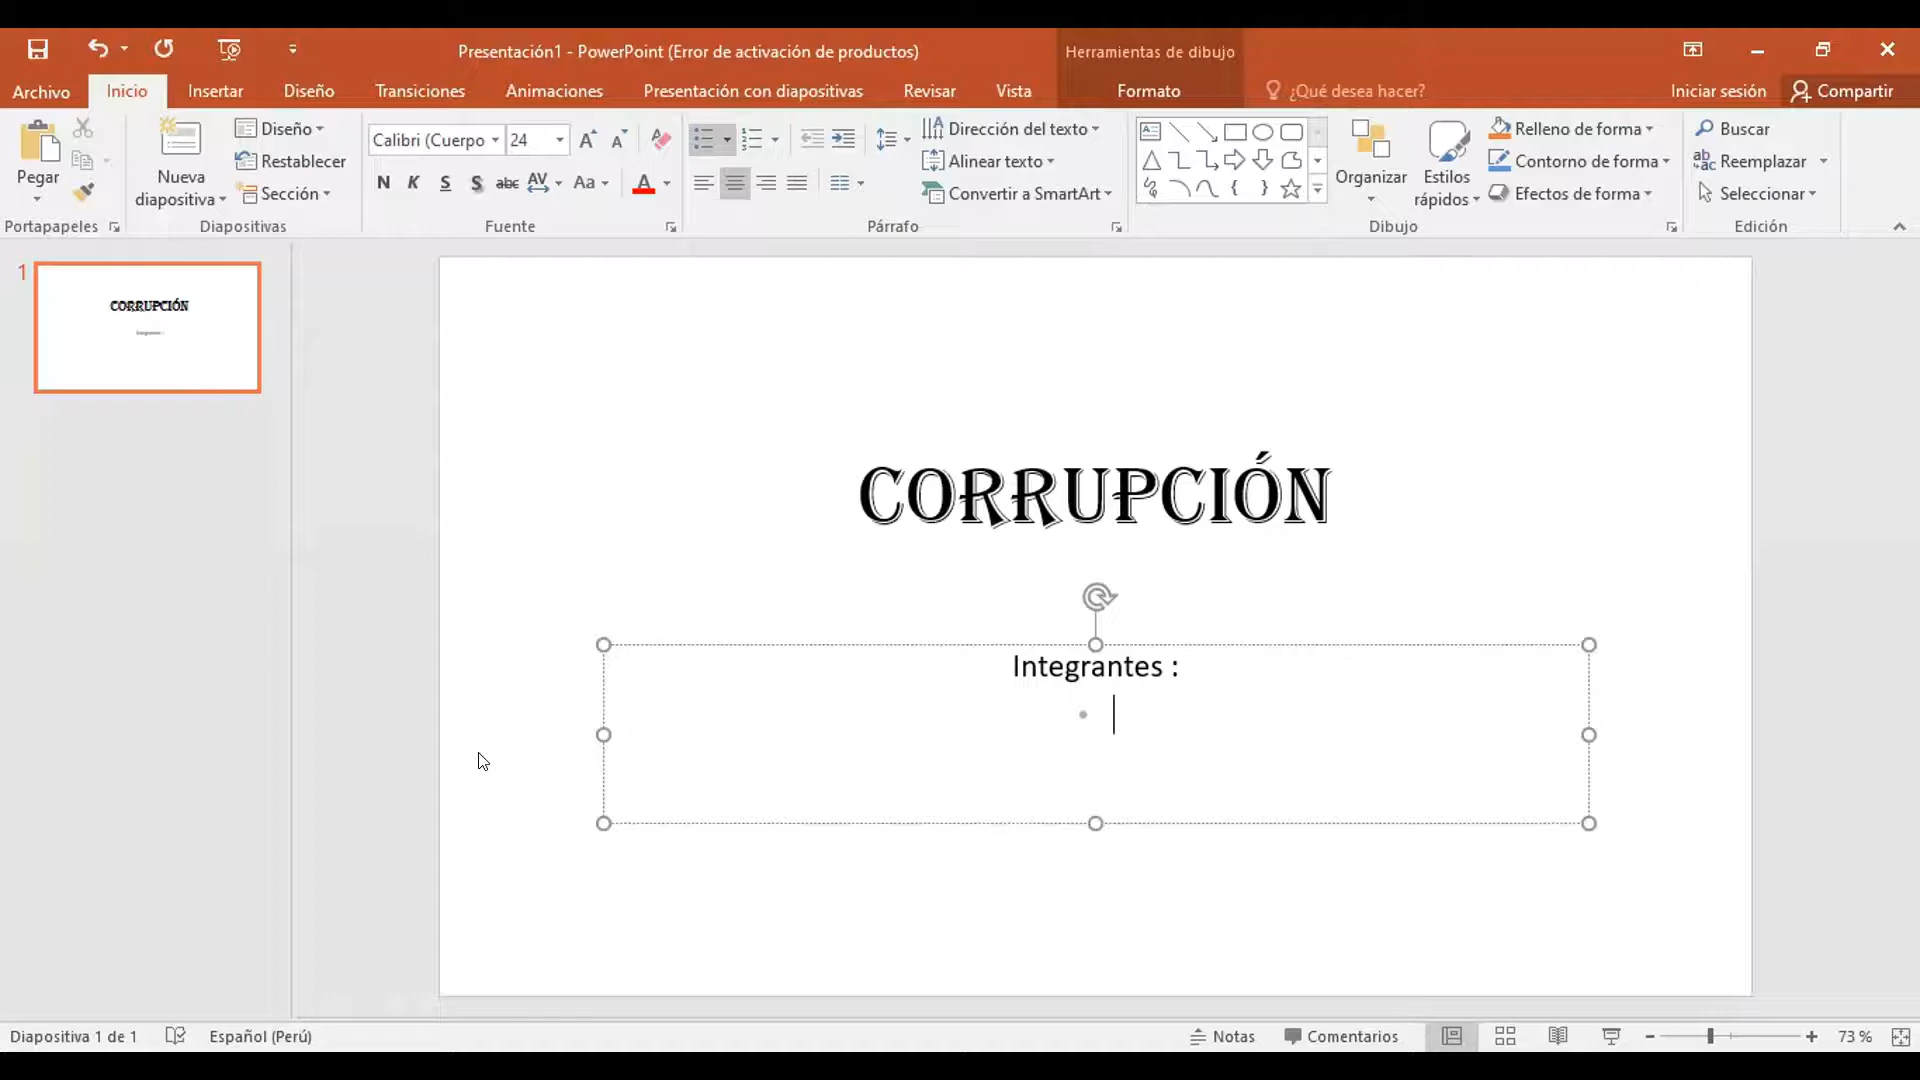 Presentación1 - PowerPoint (Error de activación de productos)
Herramientas de dibujo
Archivo
Inicio
Insertar
Diseño
Transiciones
Animaciones
Presentación con diapositivas
Revisar
Vista
Formato
¿Qué desea hacer?
Iniciar sesión
Compartir
Pegar
Portapapeles
Nueva
diapositiva
Diseño
Restablecer
Sección
Diapositivas
Calibri (Cuerpo
24
N K S S abc AV Aa A
Fuente
Dirección del texto
Alinear texto
Convertir a SmartArt
Párrafo
Organizar
Estilos
rápidos
Relleno de forma
Contorno de forma
Efectos de forma
Dibujo
Buscar
Reemplazar
Seleccionar
Edición
1
CORRUPCIÓN
CORRUPCIÓN
Integrantes :
Diapositiva 1 de 1
Español (Perú)
Notas
Comentarios
73 %